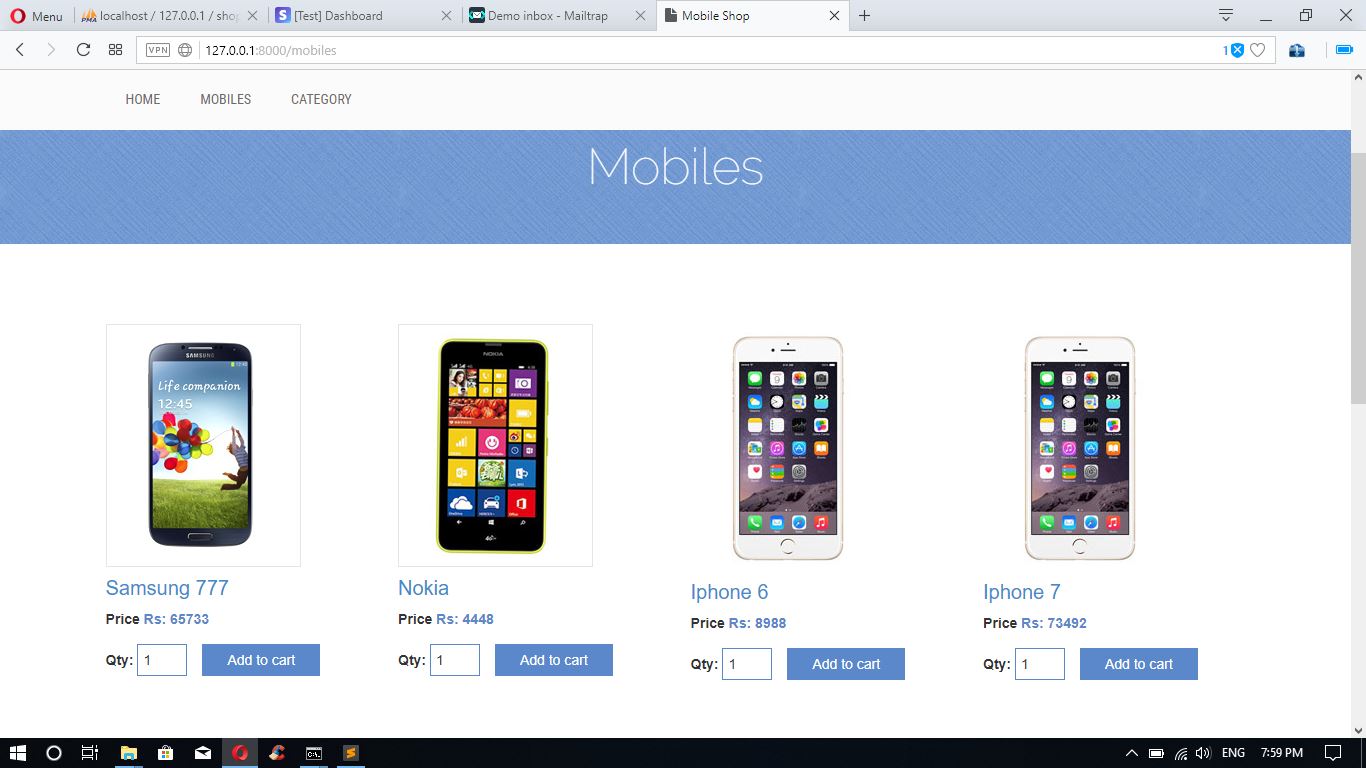 Menu
localhost / 127.0.0.1 / shop
[Test] Dashboard
Demo inbox - Mailtrap
Mobile Shop
VPN
127.0.0.1:8000/mobiles
1
HOME MOBILES CATEGORY
Mobiles
SAMSUNG
Life companion
12:45
NOKIA
Samsung 777
Price Rs: 65733
Qty: 1 Add to cart
Nokia
Price Rs: 4448
Qty: 1 Add to cart
Iphone 6
Price Rs: 8988
Qty: 1 Add to cart
Iphone 7
Price Rs: 73492
Qty: 1 Add to cart
ENG 7:59 PM